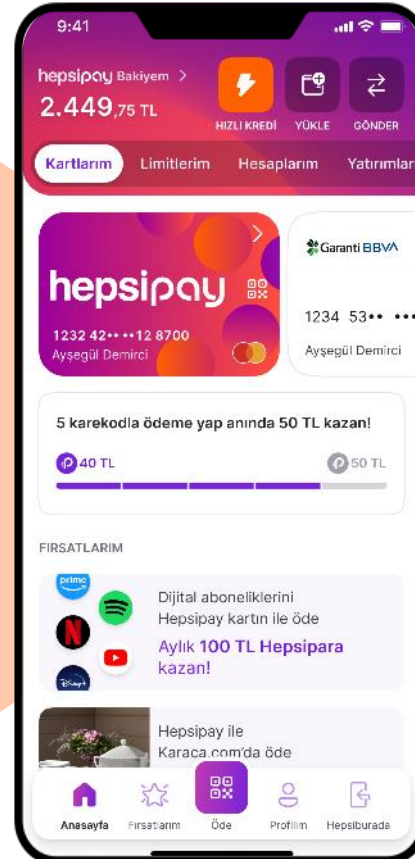 9:41
hepsipay Bakiyem >
2.449,75 TL
HIZLI KREDİ YÜKLE GÖNDER
Kartlarım Limitlerim Hesaplarım Yatırımlar
Garanti BBVA
hepsipay
1232 42•• ••12 8700
Ayşegül Demirci
1234 53•• •••
Ayşegül Demirci
5 karekodla ödeme yap anında 50 TL kazan!
40 TL 50 TL
FIRSATLARIM
prime
Disney+
Dijital aboneliklerini
Hepsipay kartın ile öde
Aylık 100 TL Hepsipara
kazan!
Hepsipay ile
Karaca.com'da öde
Anasayfa Fırsatlarım Öde Profilim Hepsiburada